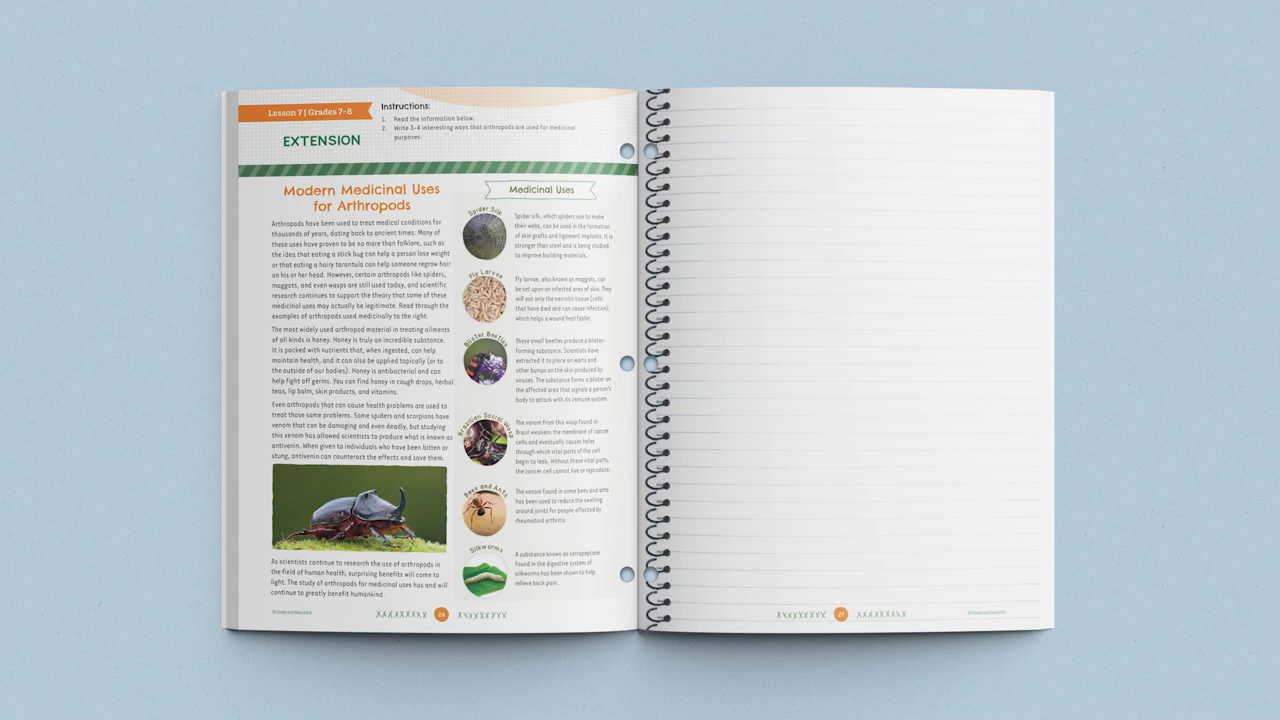 Lesson 7 | Grades 7–8
EXTENSION
Instructions:
1. Read the information below.
2. Write 3–4 interesting ways that arthropods are used for medicinal
purposes.
Modern Medicinal Uses
for Arthropods
Arthropods have been used to treat medical conditions for
thousands of years, dating back to ancient times. Many of
these uses have proven to be no more than folklore, such as
the idea that eating a stick bug can help a person lose weight
or that eating a hairy tarantula can help someone regrow hair
on his or her head. However, certain arthropods like spiders,
maggots, and even wasps are still used today, and scientific
research continues to support the theory that some of these
medicinal uses may actually be legitimate. Read through the
examples of arthropods used medicinally to the right.
The most widely used arthropod material in treating ailments
of all kinds is honey. Honey is truly an incredible substance.
It is packed with nutrients that, when ingested, can help
maintain health, and it can also be applied topically (or to
the outside of our bodies). Honey is antibacterial and can
help fight off germs. You can find honey in cough drops, herbal
teas, lip balm, skin products, and vitamins.
Even arthropods that can cause health problems are used to
treat those same problems. Some spiders and scorpions have
venom that can be damaging and even deadly, but studying
this venom has allowed scientists to produce what is known as
antivenin. When given to individuals who have been bitten or
stung, antivenin can counteract the effects and save them.
As scientists continue to research the use of arthropods in
the field of human health, surprising benefits will come to
light. The study of arthropods for medicinal uses has and will
continue to greatly benefit humankind.
Medicinal Uses
Spider Silk
Spider silk, which spiders use to make
their webs, can be used in the formation
of skin grafts and ligament implants. It is
stronger than steel and is being studied
to improve building materials.
Fly Larvae
Fly larvae, also known as maggots, can
be set upon an infected area of skin. They
will eat only the necrotic tissue (cells
that have died and can cause infection),
which helps a wound heal faster.
Blister Beetles
These small beetles produce a blister-
forming substance. Scientists have
extracted it to place on warts and
other bumps on the skin produced by
viruses. The substance forms a blister on
the affected area that signals a person's
body to attack with its immune system.
Brazilian Social Wasp
The venom from this wasp found in
Brazil weakens the membrane of cancer
cells and eventually causes holes
through which vital parts of the cell
begin to leak. Without these vital parts,
the cancer cell cannot live or reproduce.
Bees and Ants
The venom found in some bees and ants
has been used to reduce the swelling
around joints for people affected by
rheumatoid arthritis.
Silkworms
A substance known as serrapeptase
found in the digestive system of
silkworms has been shown to help
relieve back pain.
© Good and Beautiful
26
27
© Good and Beautiful